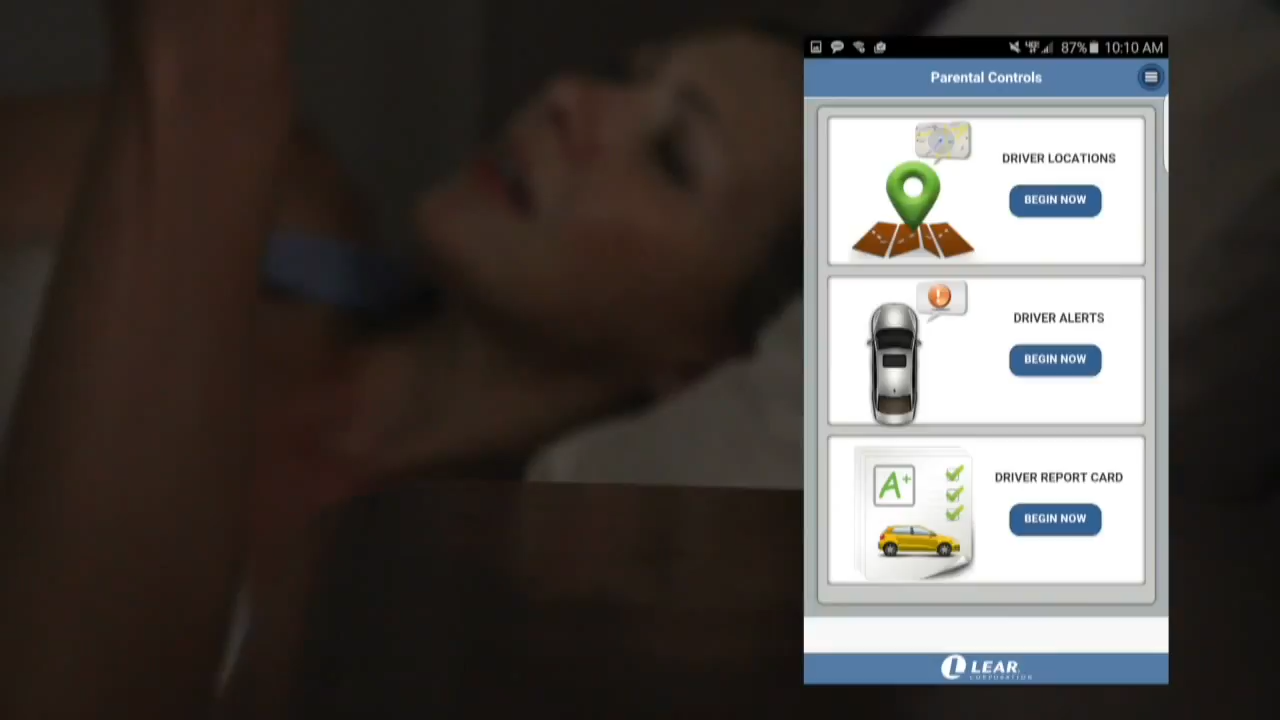 87% 10:10 AM
Parental Controls
DRIVER LOCATIONS
BEGIN NOW
DRIVER ALERTS
BEGIN NOW
A+
DRIVER REPORT CARD
BEGIN NOW
LEAR
CORPORATION